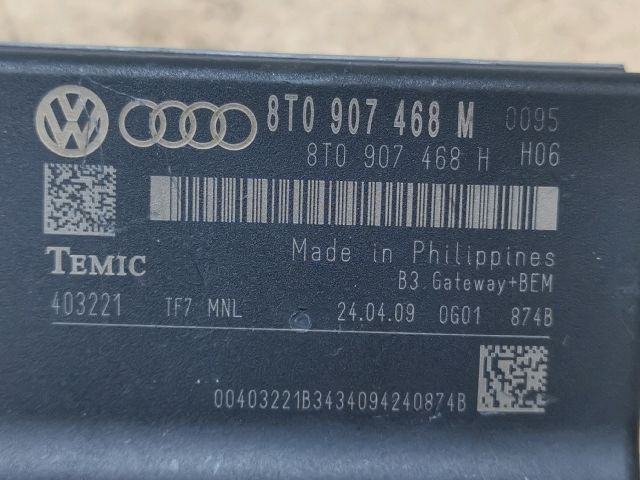 8T0 907 468 M 0095
8T0 907 468 H H06
Made in Philippines
TEMIC
B3 Gateway+BEM
403221 TF7 MNL 24.04.09 0G01 874B
00403221B3434094240874B